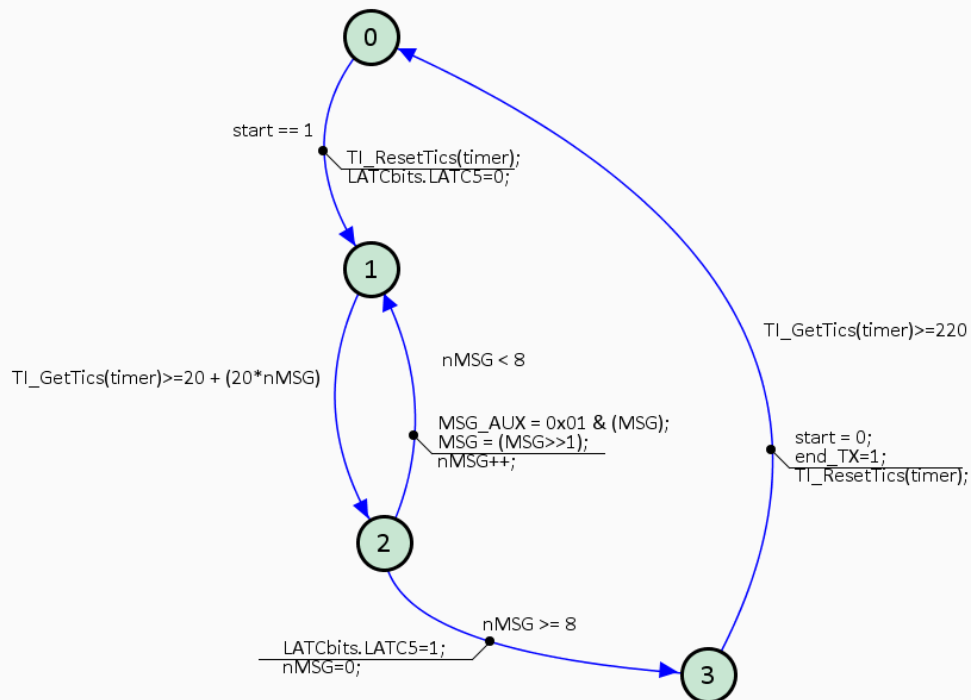 0
start == 1
TI_ResetTics(timer);
LATCbits.LATC5=0;
1
TI_GetTics(timer)>=220
nMSG < 8
TI_GetTics(timer)>=20 + (20*nMSG)
MSG_AUX = 0x01 & (MSG);
MSG = (MSG>>1);
nMSG++;
start = 0;
end_TX=1;
TI_ResetTics(timer);
2
nMSG >= 8
LATCbits.LATC5=1;
nMSG=0;
3